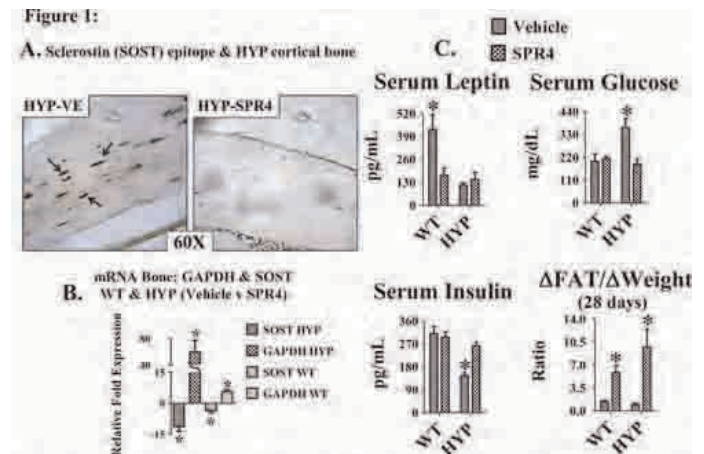 Figure 1:
A. Sclerostin (SOST) epitope & HYP cortical bone
HYP-VE
HYP-SPR4
60X
B. mRNA Bone: GAPDH & SOST
WT & HYP (Vehicle v SPR4)
Relative Fold Expression
15
0
-15
SOST HYP
GAPDH HYP
SOST WT
GAPDH WT
*
*
*
*
C.
Vehicle
SPR4
Serum Leptin
pg/mL
520
390
260
130
0
*
WT
HYP
Serum Glucose
mg/dL
440
330
220
110
0
*
WT
HYP
Serum Insulin
pg/mL
360
270
180
90
0
*
WT
HYP
ΔFAT/ΔWeight
(28 days)
Ratio
14.0
10.5
7.0
3.5
0.0
*
*
WT
HYP